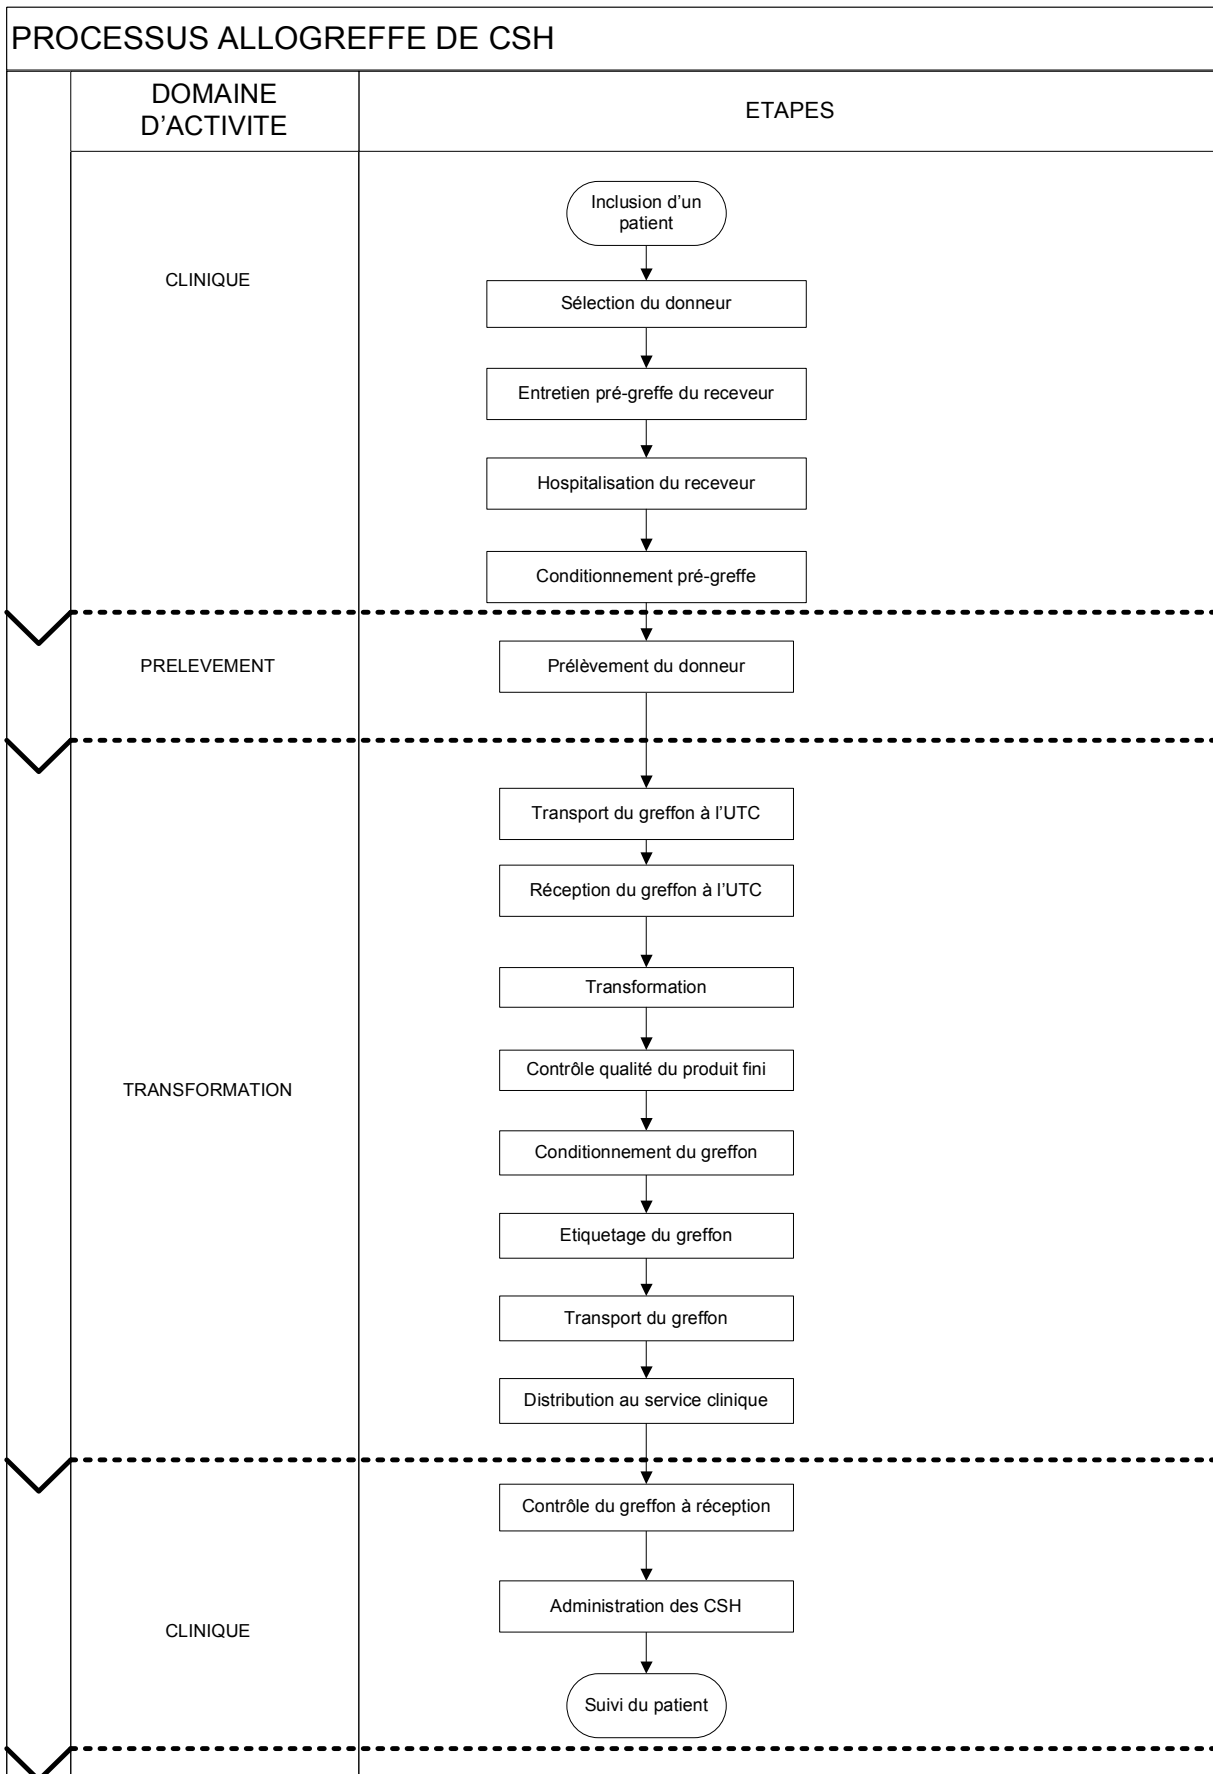 PROCESSUS ALLOGREFFE DE CSH
DOMAINE
D'ACTIVITE
ETAPES
CLINIQUE
Inclusion d'un
patient
Sélection du donneur
Entretien pré-greffe du receveur
Hospitalisation du receveur
Conditionnement pré-greffe
PRELEVEMENT
Prélèvement du donneur
TRANSFORMATION
Transport du greffon à l'UTC
Réception du greffon à l'UTC
Transformation
Contrôle qualité du produit fini
Conditionnement du greffon
Etiquetage du greffon
Transport du greffon
Distribution au service clinique
CLINIQUE
Contrôle du greffon à réception
Administration des CSH
Suivi du patient